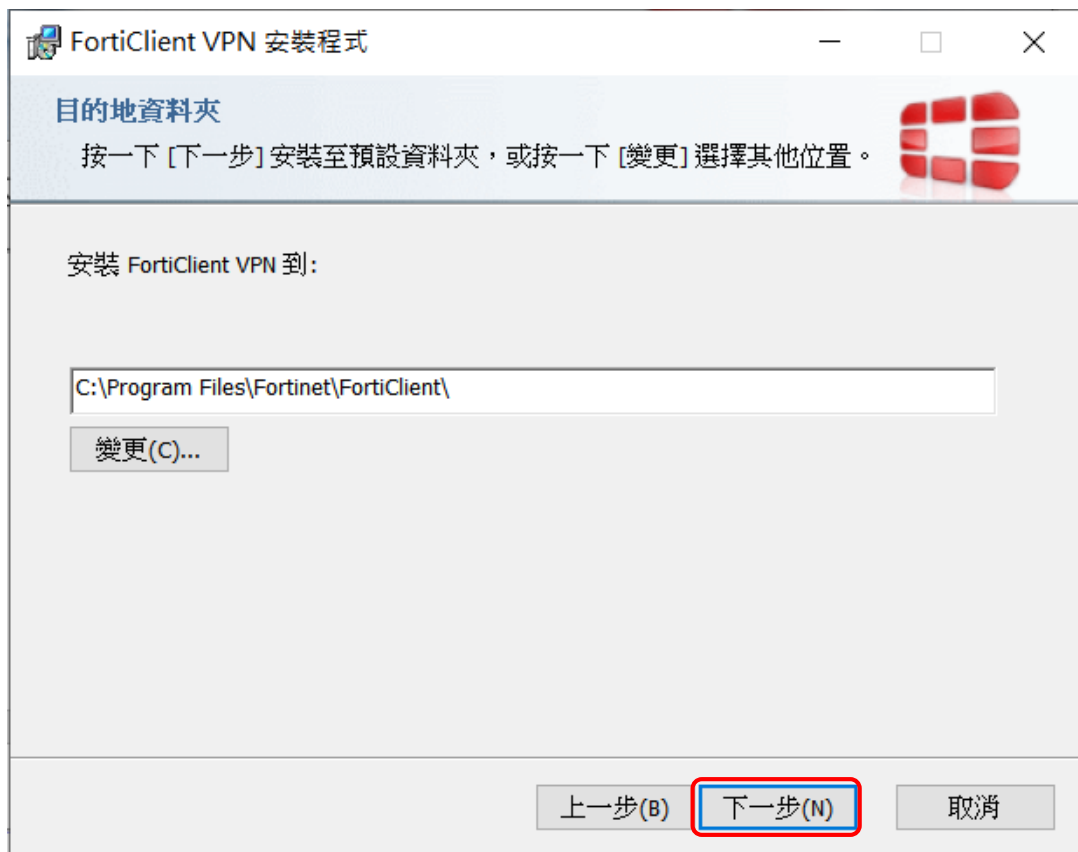 FortiClient VPN 安裝程式
目的地資料夾
按一下 [下一步] 安裝至預設資料夾，或按一下 [變更] 選擇其他位置。
安裝 FortiClient VPN 到:
C:\Program Files\Fortinet\FortiClient\
變更(C)...
上一步(B) 下一步(N) 取消